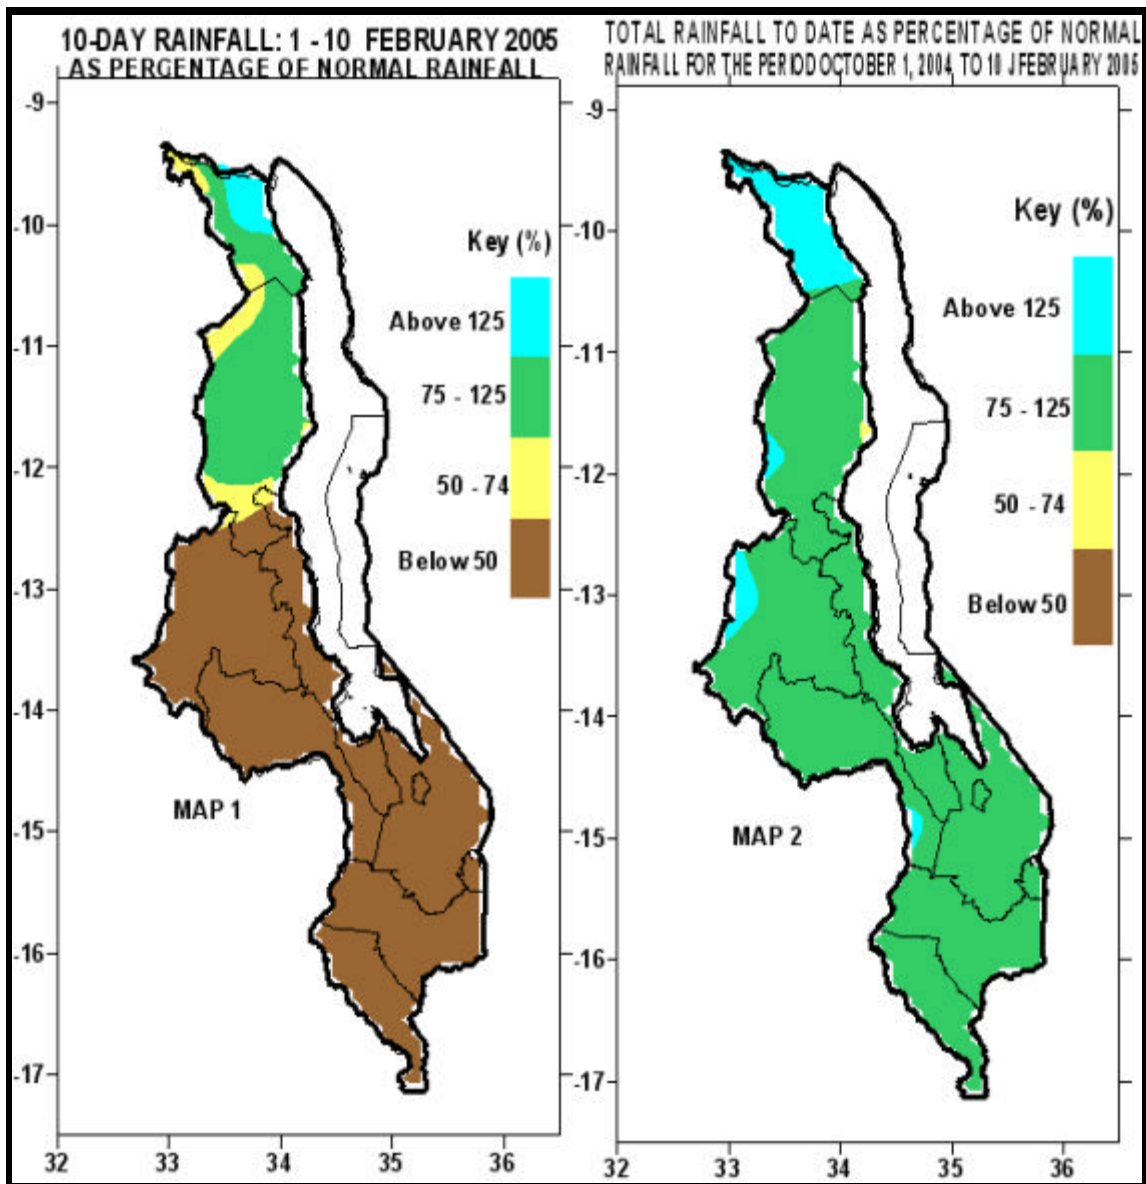 10-DAY RAINFALL: 1 - 10 FEBRUARY 2005
AS PERCENTAGE OF NORMAL RAINFALL
-9
-10
-11
-12
-13
-14
-15
-16
-17
32
33
34
35
36
Key (%)
Above 125
75 - 125
50 - 74
Below 50
MAP 1
TOTAL RAINFALL TO DATE AS PERCENTAGE OF NORMAL
RAINFALL FOR THE PERIOD OCTOBER 1, 2004 TO 10 JFEBRUARY 2005
-9
-10
-11
-12
-13
-14
-15
-16
-17
32
33
34
35
36
Key (%)
Above 125
75 - 125
50 - 74
Below 50
MAP 2